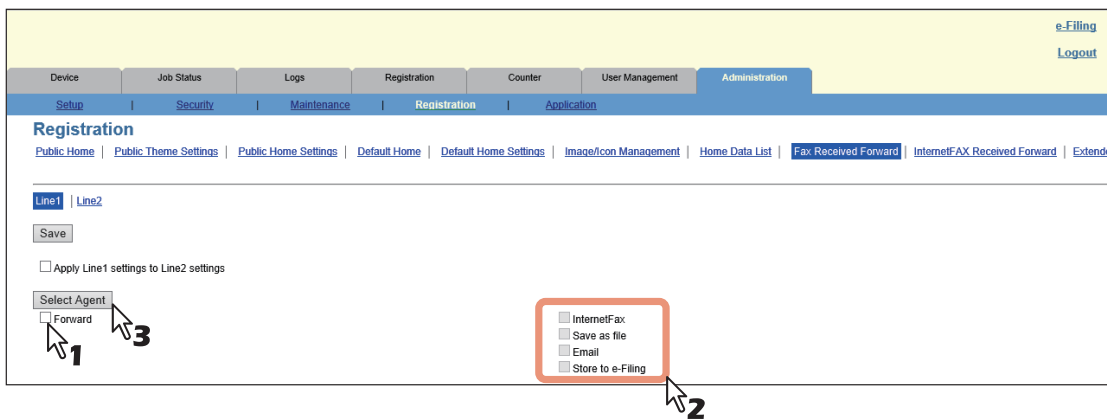 e-Filing
Logout
Device Job Status Logs Registration Counter User Management Administration
Setup | Security | Maintenance | Registration | Application
Registration
Public Home | Public Theme Settings | Public Home Settings | Default Home | Default Home Settings | Image/Icon Management | Home Data List | Fax Received Forward | InternetFAX Received Forward | Extende
Line1 | Line2
Save
Apply Line1 settings to Line2 settings
Select Agent
Forward
InternetFax
Save as file
Email
Store to e-Filing
3
1
2